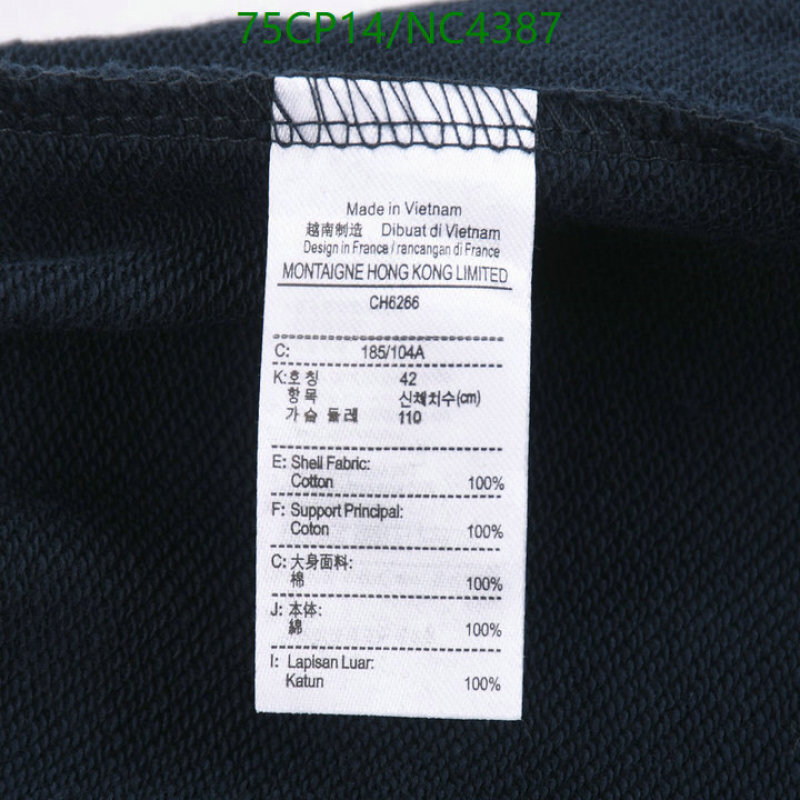 75CP14/NC4387
Made in Vietnam
越南制造 Dibuat di Vietnam
Design in France / rancangan di France
MONTAIGNE HONG KONG LIMITED
CH6266
C: 185/104A
K:호칭 42
항목 신체치수(cm)
가슴 둘레 110
E: Shell Fabric:
Cotton 100%
F: Support Principal:
Coton 100%
C: 大身面料:
棉 100%
J: 本体:
綿 100%
I: Lapisan Luar:
Katun 100%